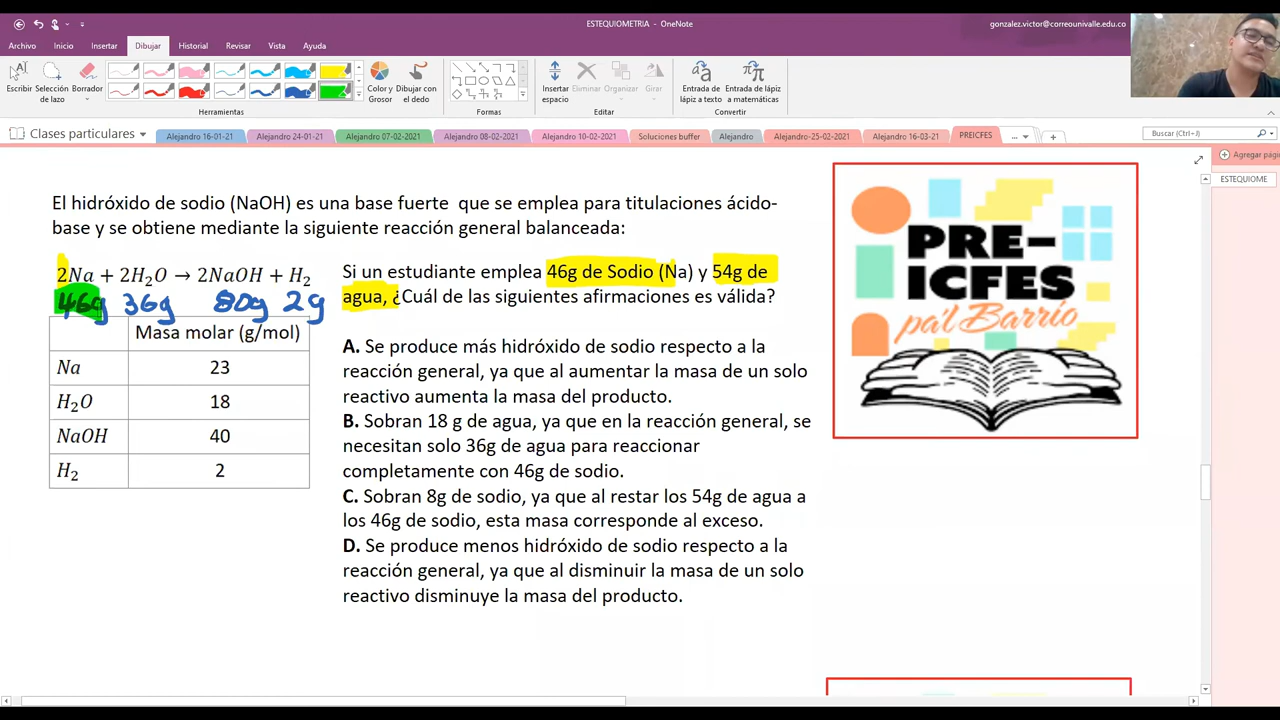 ESTEQUIOMETRIA - OneNote
gonzalez.victor@correounivalle.edu.co
Archivo Inicio Insertar Dibujar Historial Revisar Vista Ayuda
Escribir Selección de lazo Borrador Color y Grosor Dibujar con el dedo Formas Insertar espacio Eliminar Organizar Girar Entrada de lápiz a texto Entrada de lápiz a matemáticas
Herramientas Formas Editar Convertir
Clases particulares Alejandro 16-01-21 Alejandro 24-01-21 Alejandro 07-02-2021 Alejandro 08-02-2021 Alejandro 10-02-2021 Soluciones buffer Alejandro Alejandro-25-02-2021 Alejandro 16-03-21 PREICFES ... Buscar (Ctrl+J)
Agregar pági
ESTEQUIOME
El hidróxido de sodio (NaOH) es una base fuerte que se emplea para titulaciones ácido-
base y se obtiene mediante la siguiente reacción general balanceada:
2Na + 2H₂O → 2NaOH + H₂
46g 36g 80g 2g
Masa molar (g/mol)
Na 23
H₂O 18
NaOH 40
H₂ 2
Si un estudiante emplea 46g de Sodio (Na) y 54g de
agua, ¿Cuál de las siguientes afirmaciones es válida?
A. Se produce más hidróxido de sodio respecto a la
reacción general, ya que al aumentar la masa de un solo
reactivo aumenta la masa del producto.
B. Sobran 18 g de agua, ya que en la reacción general, se
necesitan solo 36g de agua para reaccionar
completamente con 46g de sodio.
C. Sobran 8g de sodio, ya que al restar los 54g de agua a
los 46g de sodio, esta masa corresponde al exceso.
D. Se produce menos hidróxido de sodio respecto a la
reacción general, ya que al disminuir la masa de un solo
reactivo disminuye la masa del producto.
PRE-
ICFES
pa'l Barrio